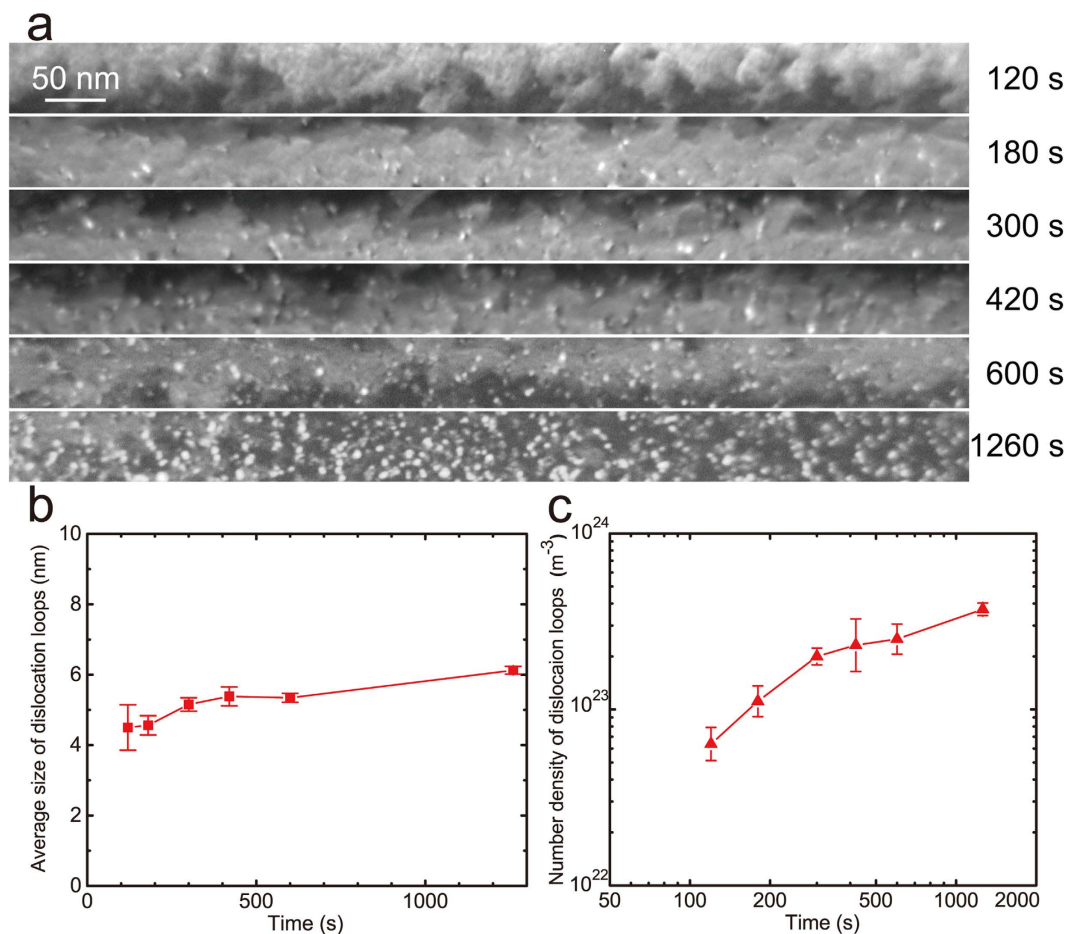 a
50 nm
120 s
180 s
300 s
420 s
600 s
1260 s
b
10
8
6
4
2
0
Average size of dislocation loops (nm)
0
500
1000
Time (s)
c
10^24
10^23
10^22
Number density of dislocaion loops (m^-3)
50
100
200
500
1000
2000
Time (s)